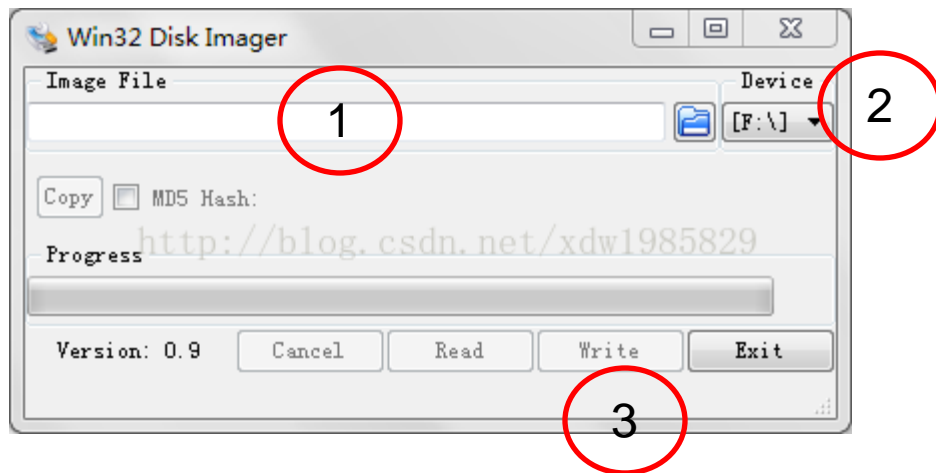 Win32 Disk Imager
Image File
Device
1
[F:\]
2
Copy
MD5 Hash:
http://blog.csdn.net/xdw1985829
Progress
Version: 0.9
Cancel
Read
Write
Exit
3